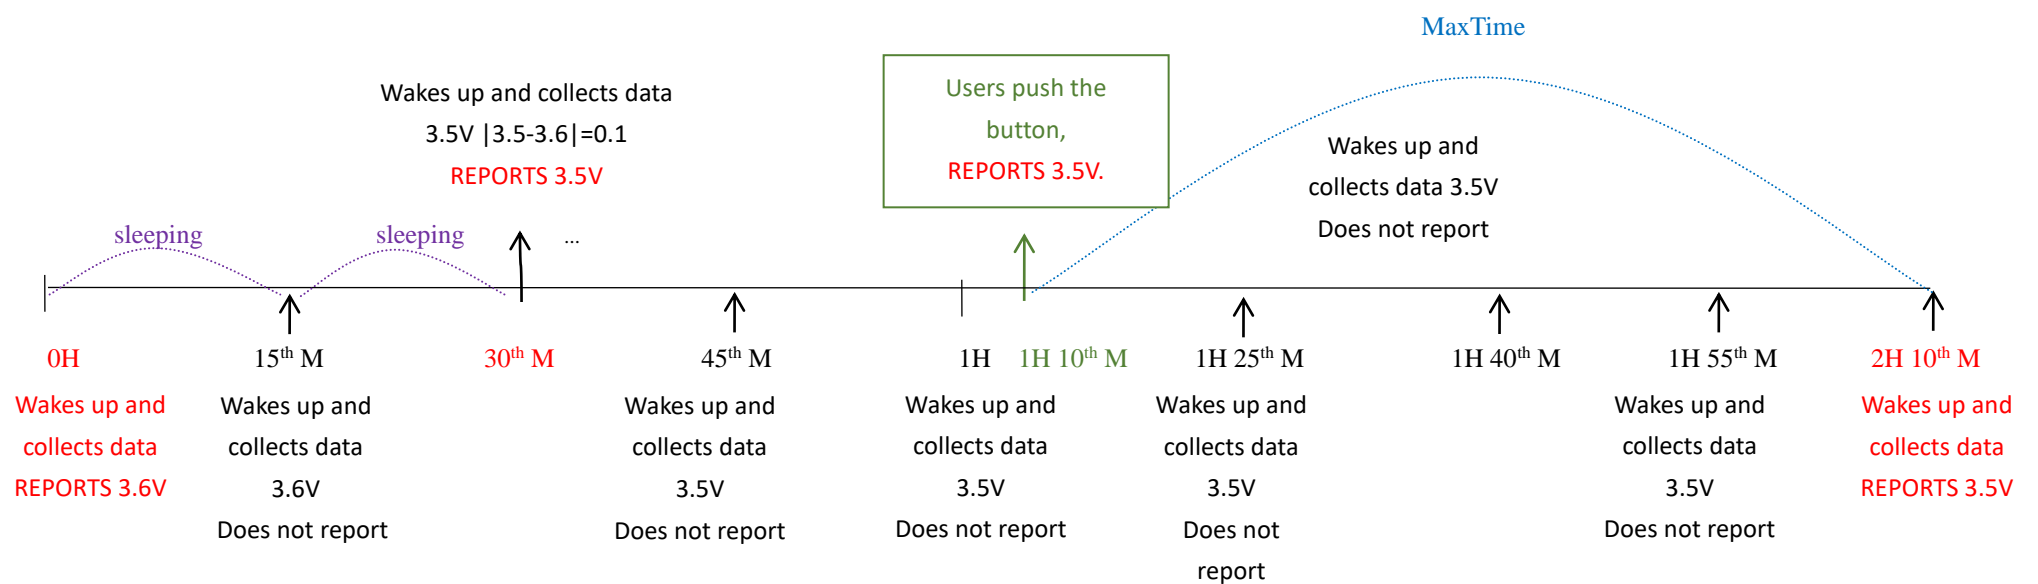 MaxTime
Wakes up and collects data
3.5V |3.5-3.6|=0.1
REPORTS 3.5V
Users push the
button,
REPORTS 3.5V.
Wakes up and
collects data 3.5V
Does not report
sleeping
sleeping
...
0H
Wakes up and
collects data
REPORTS 3.6V
15th M
Wakes up and
collects data
3.6V
Does not report
30th M
45th M
Wakes up and
collects data
3.5V
Does not report
1H
Wakes up and
collects data
3.5V
Does not report
1H 10th M
1H 25th M
Wakes up and
collects data
3.5V
Does not
report
1H 40th M
1H 55th M
Wakes up and
collects data
3.5V
Does not report
2H 10th M
Wakes up and
collects data
REPORTS 3.5V